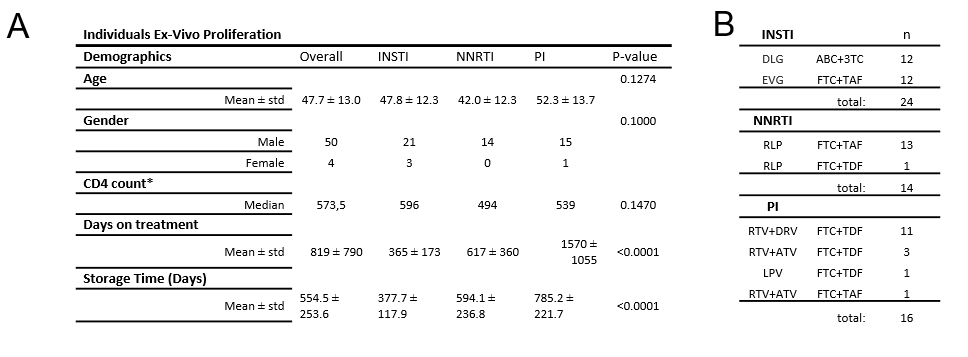 A
Individuals Ex-Vivo Proliferation
Demographics Overall INSTI NNRTI PI P-value
Age 0.1274
Mean ± std 47.7 ± 13.0 47.8 ± 12.3 42.0 ± 12.3 52.3 ± 13.7
Gender 0.1000
Male 50 21 14 15
Female 4 3 0 1
CD4 count*
Median 573,5 596 494 539 0.1470
Days on treatment
Mean ± std 819 ± 790 365 ± 173 617 ± 360 1570 ± 1055 <0.0001
Storage Time (Days)
Mean ± std 554.5 ± 253.6 377.7 ± 117.9 594.1 ± 236.8 785.2 ± 221.7 <0.0001
B
INSTI n
DLG ABC+3TC 12
EVG FTC+TAF 12
total: 24
NNRTI
RLP FTC+TAF 13
RLP FTC+TDF 1
total: 14
PI
RTV+DRV FTC+TDF 11
RTV+ATV FTC+TDF 3
LPV FTC+TDF 1
RTV+ATV FTC+TAF 1
total: 16